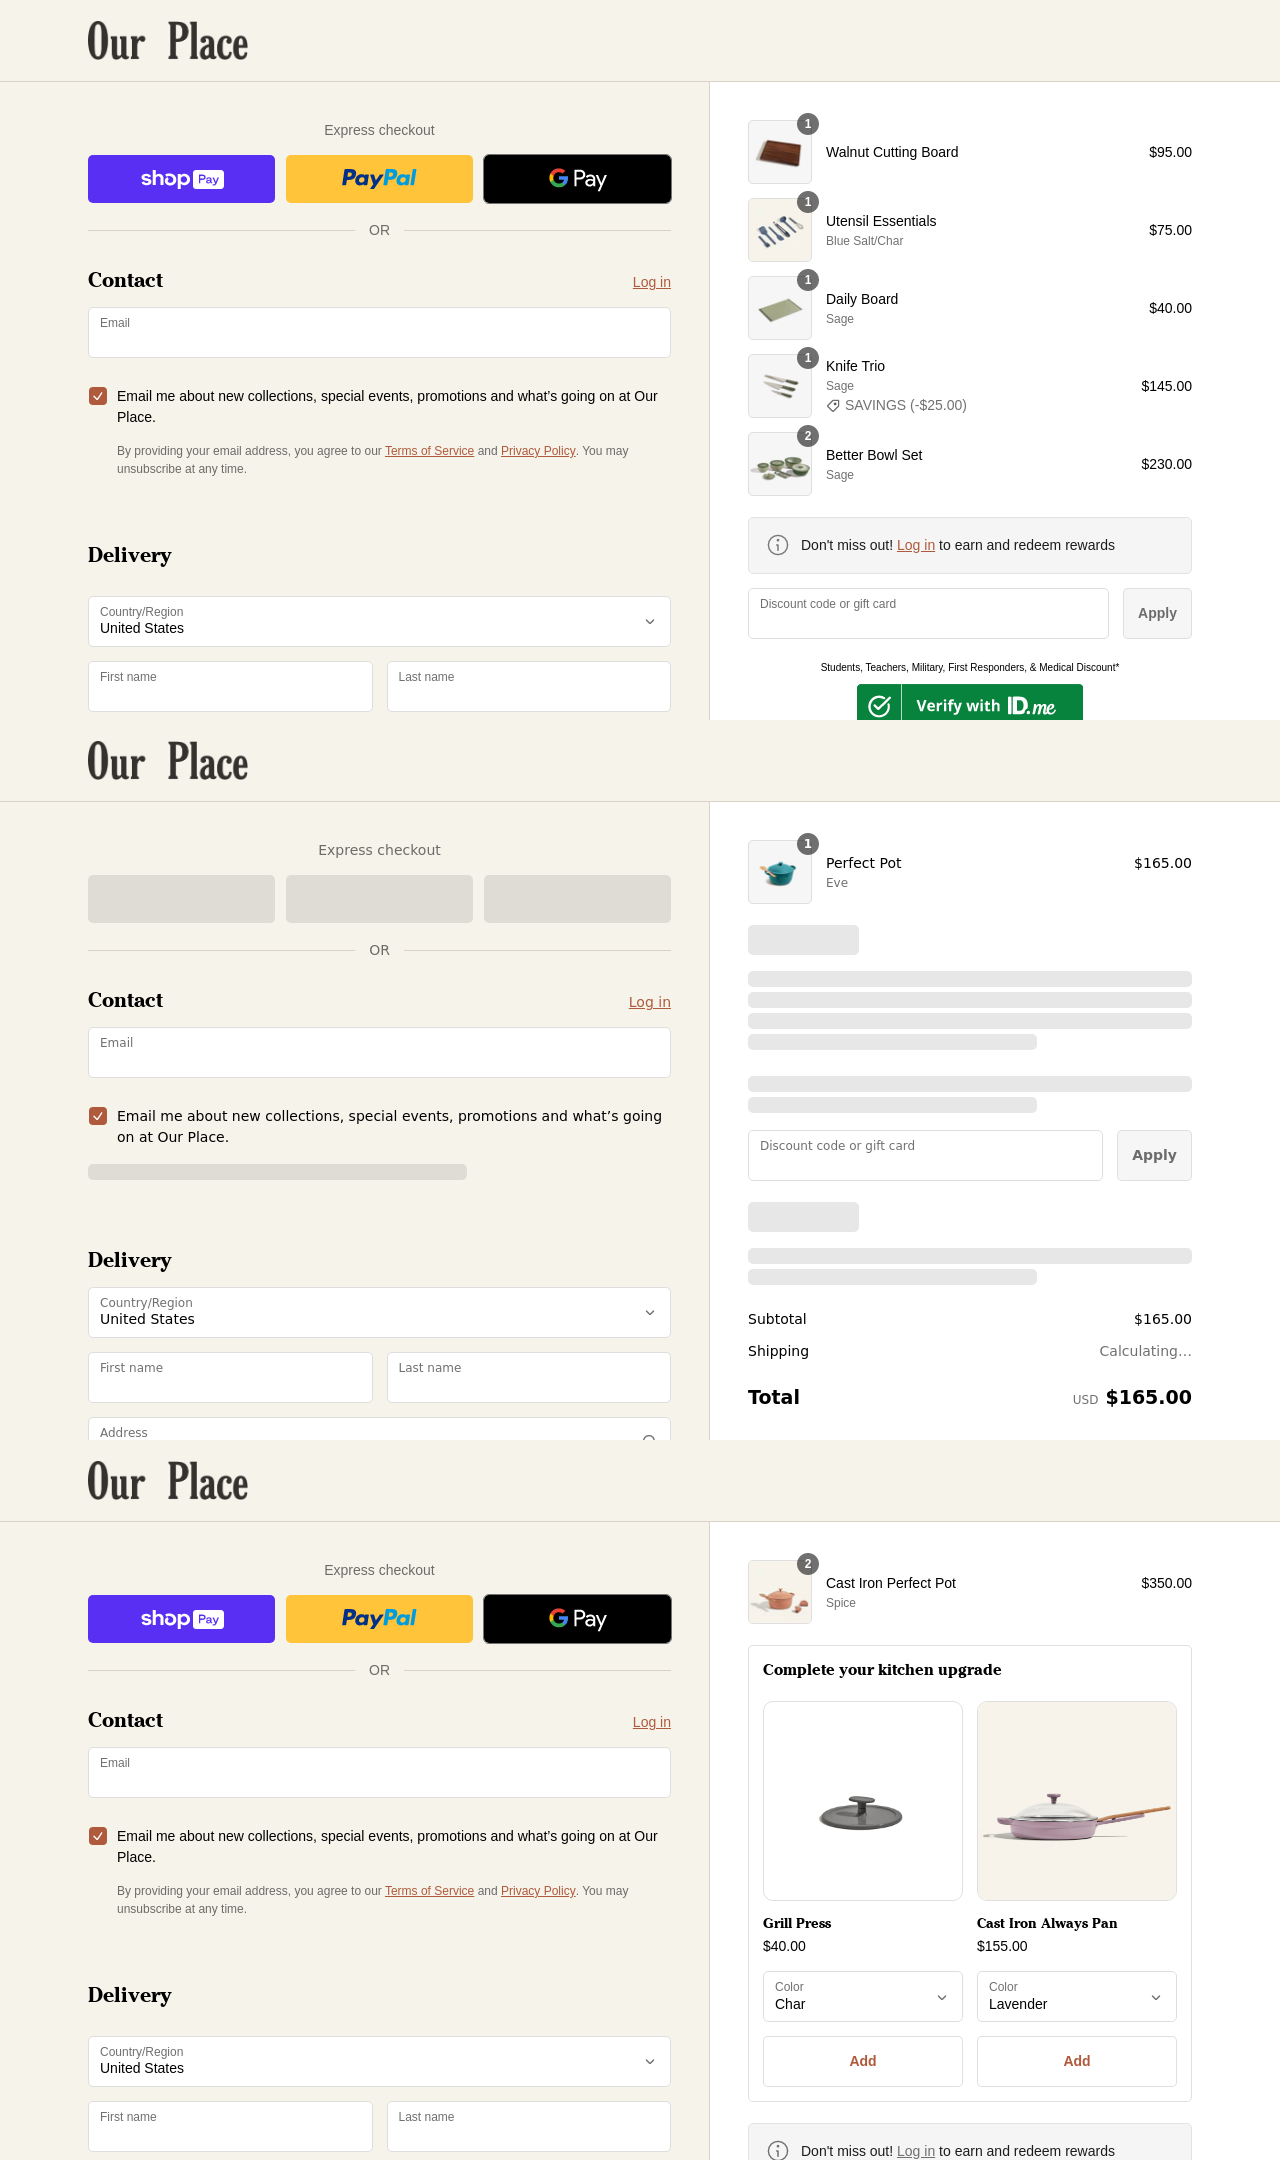 Our Place
Express checkout
shop Pay
PayPal
G Pay
OR
Contact
Log in
Email
Email me about new collections, special events, promotions and what’s going on at Our
Place.
By providing your email address, you agree to our Terms of Service and Privacy Policy. You may
unsubscribe at any time.
Delivery
Country/Region
United States
First name
Last name
1
Walnut Cutting Board
$95.00
1
Utensil Essentials
Blue Salt/Char
$75.00
1
Daily Board
Sage
$40.00
1
Knife Trio
Sage
SAVINGS (-$25.00)
$145.00
2
Better Bowl Set
Sage
$230.00
Don't miss out! Log in to earn and redeem rewards
Discount code or gift card
Apply
Students, Teachers, Military, First Responders, & Medical Discount*
Verify with ID.me
Our Place
Express checkout
OR
Contact
Log in
Email
Email me about new collections, special events, promotions and what’s going
on at Our Place.
Delivery
Country/Region
United States
First name
Last name
Address
1
Perfect Pot
Eve
$165.00
Discount code or gift card
Apply
Subtotal
$165.00
Shipping
Calculating...
Total
USD $165.00
Our Place
Express checkout
shop Pay
PayPal
G Pay
OR
Contact
Log in
Email
Email me about new collections, special events, promotions and what’s going on at Our
Place.
By providing your email address, you agree to our Terms of Service and Privacy Policy. You may
unsubscribe at any time.
Delivery
Country/Region
United States
First name
Last name
2
Cast Iron Perfect Pot
Spice
$350.00
Complete your kitchen upgrade
Grill Press
$40.00
Color
Char
Add
Cast Iron Always Pan
$155.00
Color
Lavender
Add
Don't miss out! Log in to earn and redeem rewards